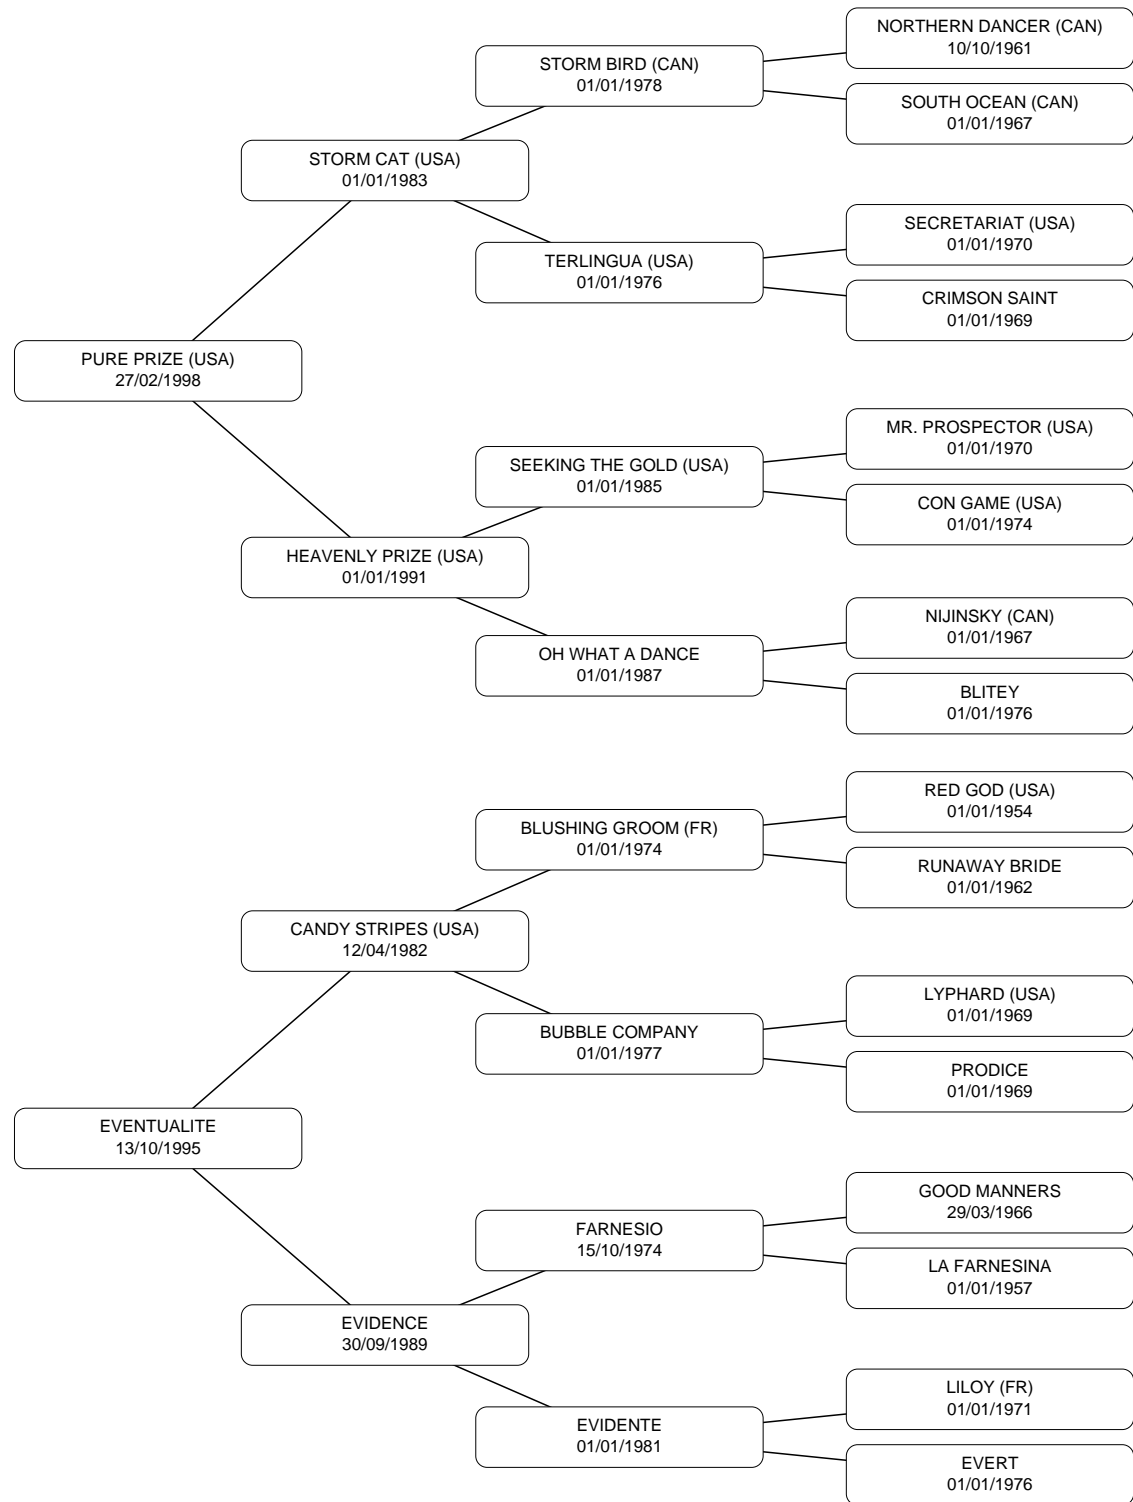 NORTHERN DANCER (CAN)
10/10/1961
STORM BIRD (CAN)
01/01/1978
SOUTH OCEAN (CAN)
01/01/1967
STORM CAT (USA)
01/01/1983
SECRETARIAT (USA)
01/01/1970
TERLINGUA (USA)
01/01/1976
CRIMSON SAINT
01/01/1969
PURE PRIZE (USA)
27/02/1998
MR. PROSPECTOR (USA)
01/01/1970
SEEKING THE GOLD (USA)
01/01/1985
CON GAME (USA)
01/01/1974
HEAVENLY PRIZE (USA)
01/01/1991
NIJINSKY (CAN)
01/01/1967
OH WHAT A DANCE
01/01/1987
BLITEY
01/01/1976
RED GOD (USA)
01/01/1954
BLUSHING GROOM (FR)
01/01/1974
RUNAWAY BRIDE
01/01/1962
CANDY STRIPES (USA)
12/04/1982
LYPHARD (USA)
01/01/1969
BUBBLE COMPANY
01/01/1977
PRODICE
01/01/1969
EVENTUALITE
13/10/1995
GOOD MANNERS
29/03/1966
FARNESIO
15/10/1974
LA FARNESINA
01/01/1957
EVIDENCE
30/09/1989
LILOY (FR)
01/01/1971
EVIDENTE
01/01/1981
EVERT
01/01/1976